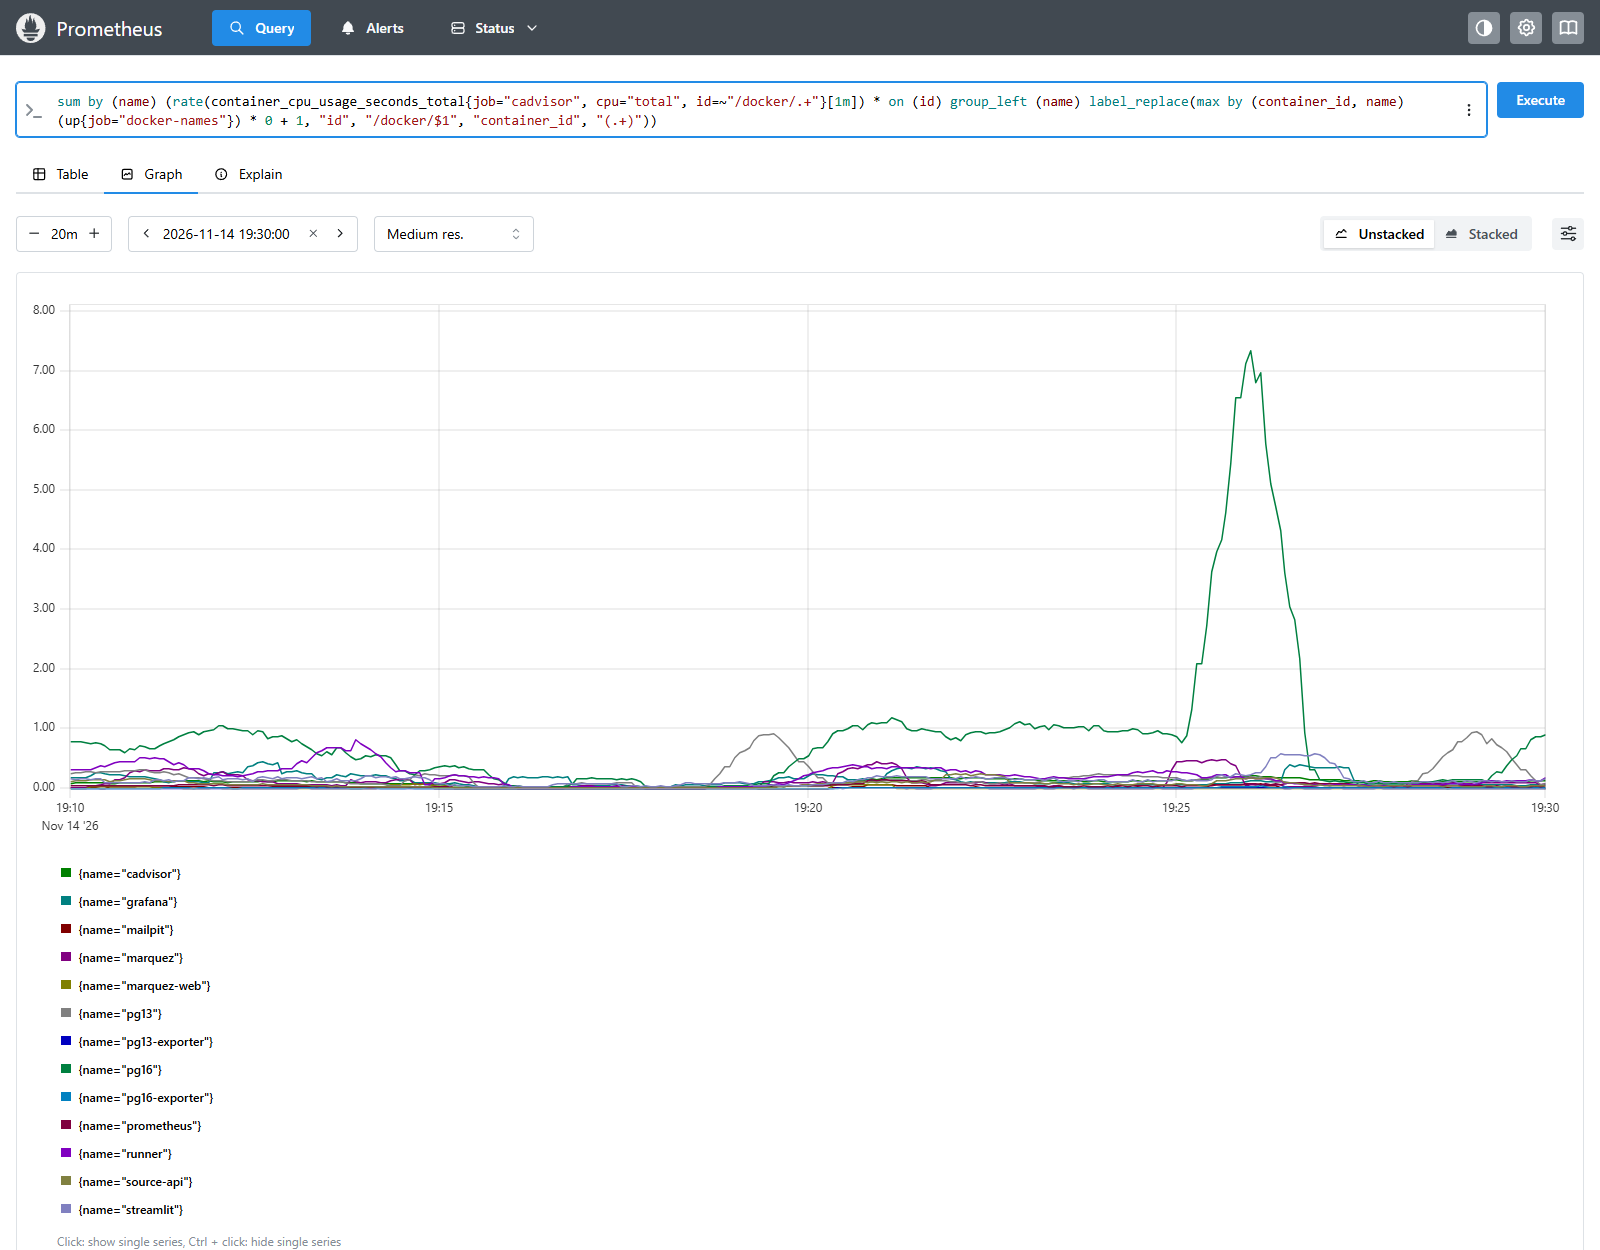 Prometheus
Query
Alerts
Status
sum by (name) (rate(container_cpu_usage_seconds_total{job="cadvisor", cpu="total", id=~"/docker/.+"}[1m]) * on (id) group_left (name) label_replace(max by (container_id, name)
(up{job="docker-names"}) * 0 + 1, "id", "/docker/$1", "container_id", "(.+)"))
Execute
Table
Graph
Explain
20m
2026-11-14 19:30:00
Medium res.
Unstacked
Stacked
8.00
7.00
6.00
5.00
4.00
3.00
2.00
1.00
0.00
19:10
19:15
19:20
19:25
19:30
Nov 14 '26
{name="cadvisor"}
{name="grafana"}
{name="mailpit"}
{name="marquez"}
{name="marquez-web"}
{name="pg13"}
{name="pg13-exporter"}
{name="pg16"}
{name="pg16-exporter"}
{name="prometheus"}
{name="runner"}
{name="source-api"}
{name="streamlit"}
Click: show single series, Ctrl + click: hide single series